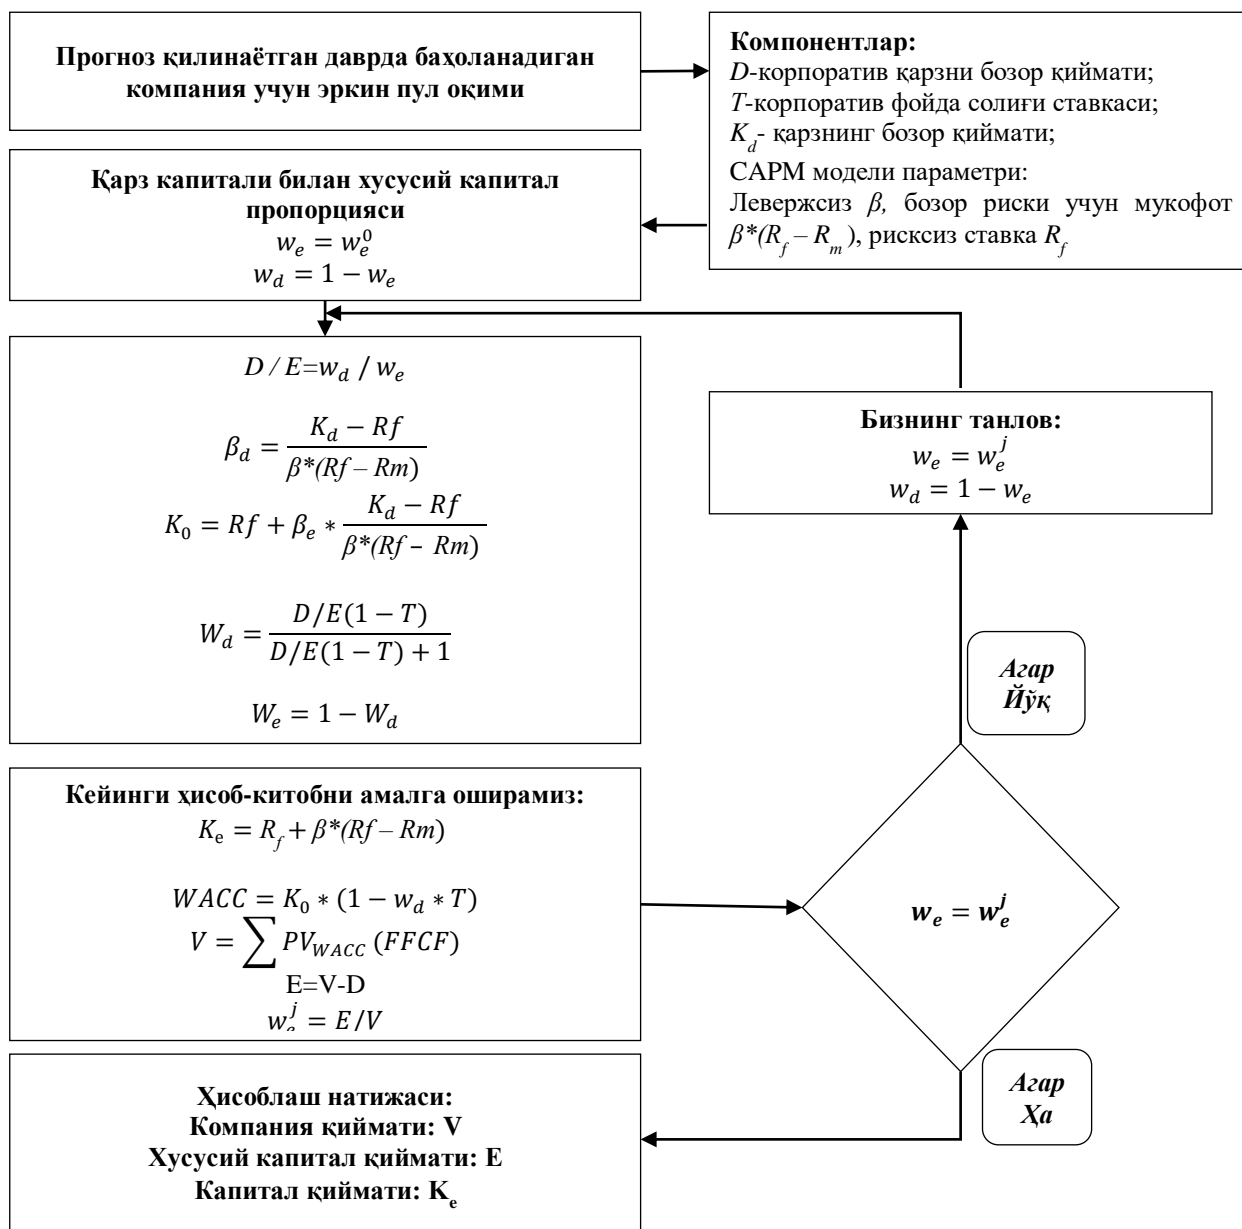 Прогноз қилинаётган даврда баҳоланадиган
компания учун эркин пул оқими
Компонентлар:
D-корпоратив қарзни бозор қиймати;
T-корпоратив фойда солиғи ставкаси;
K_d- қарзнинг бозор қиймати;
САРМ модели параметри:
Левержсиз β, бозор риски учун мукофот
β*(R_f – R_m), рисксиз ставка R_f
Қарз капитали билан хусусий капитал
пропорцияси
w_e = w_e^0
w_d = 1 − w_e
D / E=w_d / w_e
β_d = (K_d − Rf) / (β*(Rf – Rm))
K_0 = Rf + β_e * (K_d − Rf) / (β*(Rf – Rm))
W_d = (D/E(1 − T)) / (D/E(1 − T) + 1)
W_e = 1 − W_d
Бизнинг танлов:
w_e = w_e^j
w_d = 1 − w_e
Агар
Йўқ
Кейинги ҳисоб-китобни амалга оширамиз:
K_e = R_f + β*(Rf – Rm)
WACC = K_0 * (1 − w_d * T)
V = ∑ PV_WACC (FFCF)
E=V-D
w_e^j = E/V
w_e = w_e^j
Агар
Ҳа
Ҳисоблаш натижаси:
Компания қиймати: V
Хусусий капитал қиймати: E
Капитал қиймати: K_e